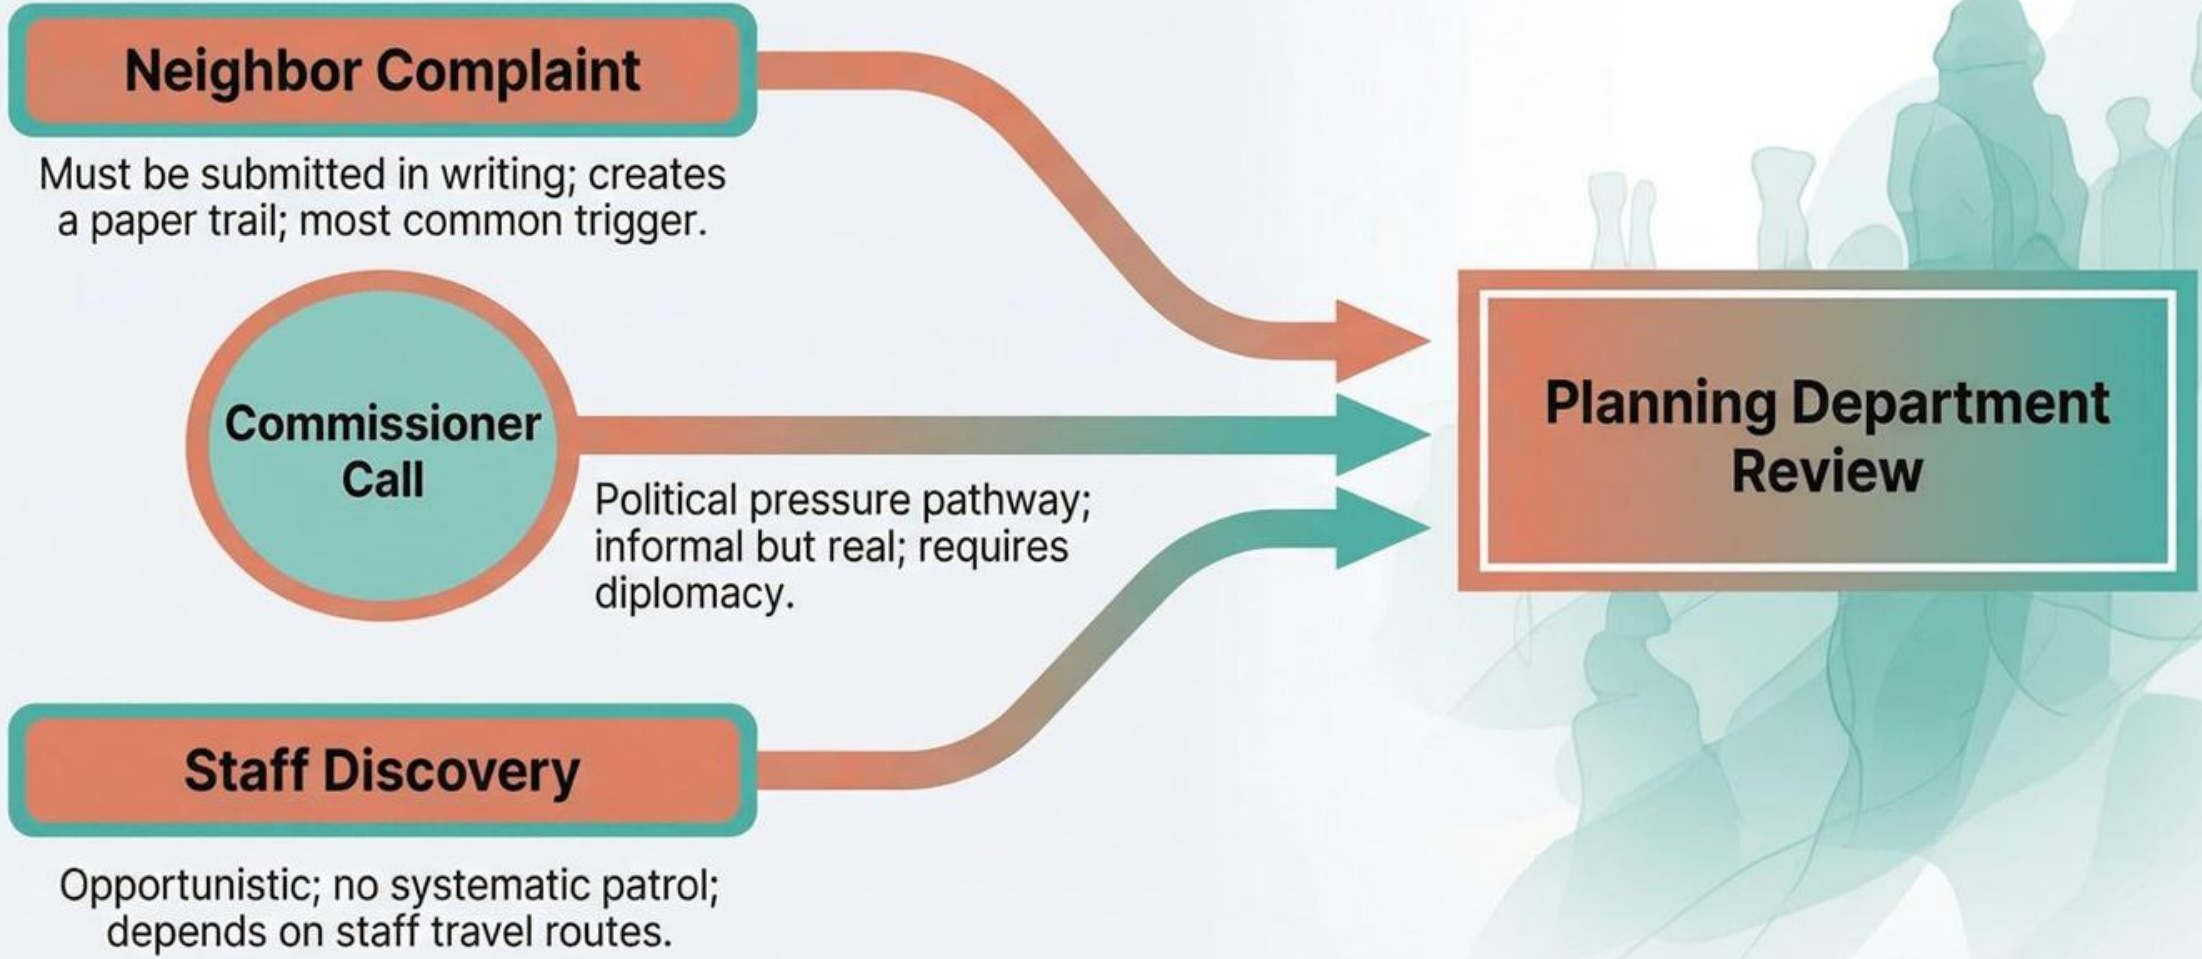 Neighbor Complaint
Must be submitted in writing; creates
a paper trail; most common trigger.
Commissioner
Call
Political pressure pathway;
informal but real; requires
diplomacy.
Staff Discovery
Opportunistic; no systematic patrol;
depends on staff travel routes.
Planning Department
Review